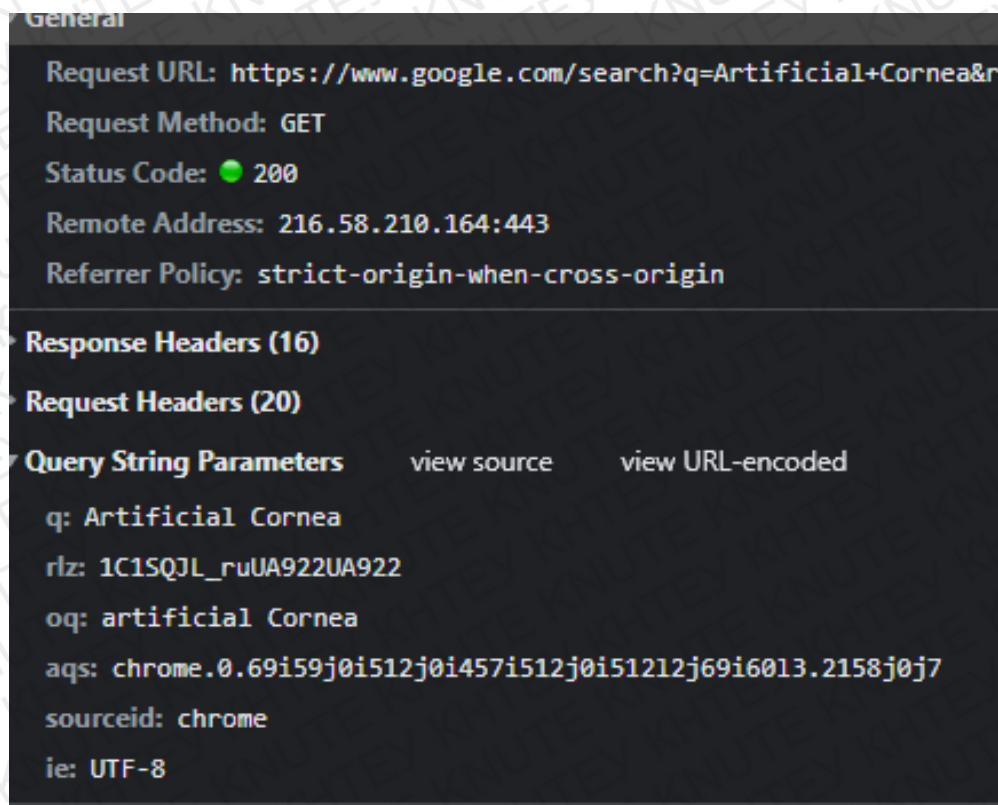 General
Request URL: https://www.google.com/search?q=Artificial+Cornea&r
Request Method: GET
Status Code: 200
Remote Address: 216.58.210.164:443
Referrer Policy: strict-origin-when-cross-origin
Response Headers (16)
Request Headers (20)
Query String Parameters view source view URL-encoded
q: Artificial Cornea
rlz: 1C1SQJL_ruUA922UA922
oq: artificial Cornea
aqs: chrome.0.69i59j0i512j0i457i512j0i512l2j69i60l3.2158j0j7
sourceid: chrome
ie: UTF-8